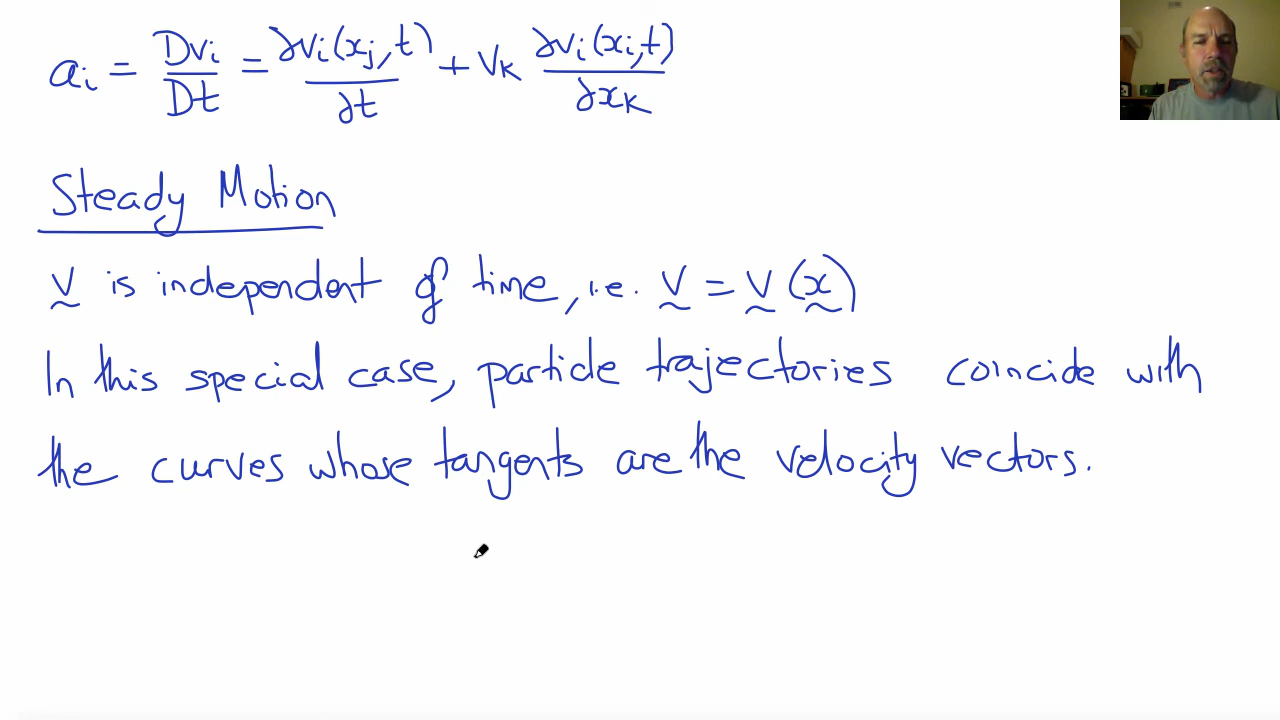 aᵢ = Dvᵢ/Dt = ∂vᵢ(xⱼ, t)/∂t + vₖ ∂vᵢ(xᵢ, t)/∂xₖ
Steady Motion
v is independent of time, i.e. v = v(x)
In this special case, particle trajectories coincide with
the curves whose tangents are the velocity vectors.